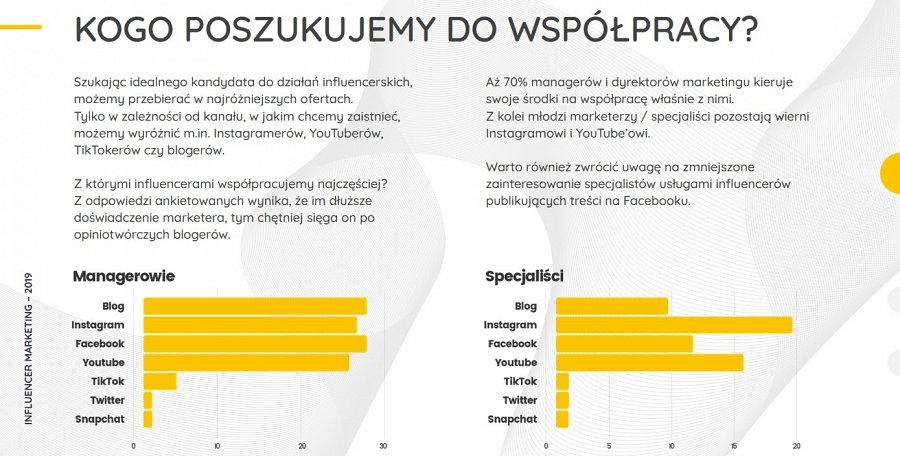 KOGO POSZUKUJEMY DO WSPÓŁPRACY?
Szukając idealnego kandydata do działań influencerskich,
możemy przebierać w najróżniejszych ofertach.
Tylko w zależności od kanału, w jakim chcemy zaistnieć,
możemy wyróżnić m.in. Instagramerów, YouTuberów,
TikTokerów czy blogerów.
Z którymi influencerami współpracujemy najczęściej?
Z odpowiedzi ankietowanych wynika, że im dłuższe
doświadczenie marketera, tym chętniej sięga on po
opiniotwórczych blogerów.
Aż 70% managerów i dyrektorów marketingu kieruje
swoje środki na współpracę właśnie z nimi.
Z kolei młodzi marketerzy / specjaliści pozostają wierni
Instagramowi i YouTube'owi.
Warto również zwrócić uwagę na zmniejszone
zainteresowanie specjalistów usługami influencerów
publikujących treści na Facebooku.
INFLUENCER MARKETING – 2019
Managerowie
Blog
Instagram
Facebook
Youtube
TikTok
Twitter
Snapchat
0 10 20 30
Specjaliści
Blog
Instagram
Facebook
Youtube
TikTok
Twitter
Snapchat
0 5 10 15 20